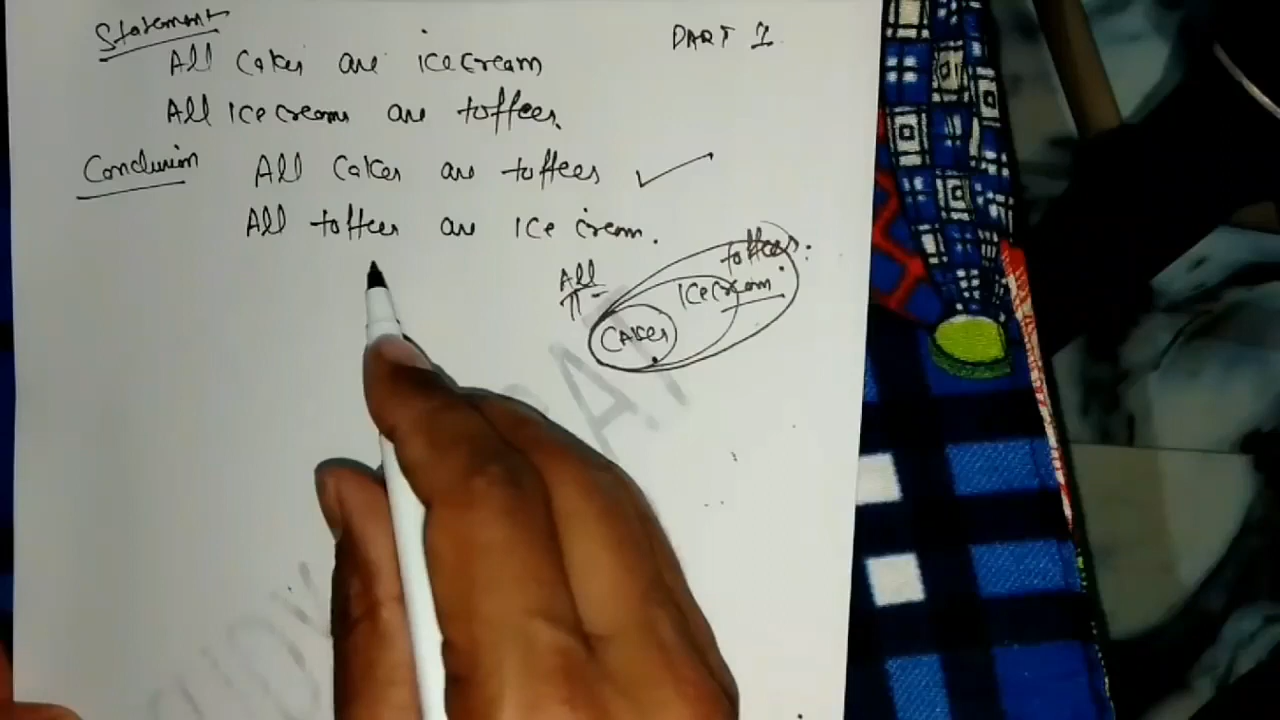 Statement
PART 1
All Cakes are icecream
All Icecreams are toffees.
Conclusion All Cakes are toffees
All toffees are Ice cream.
All
toffees.
Icecream.
Cakes